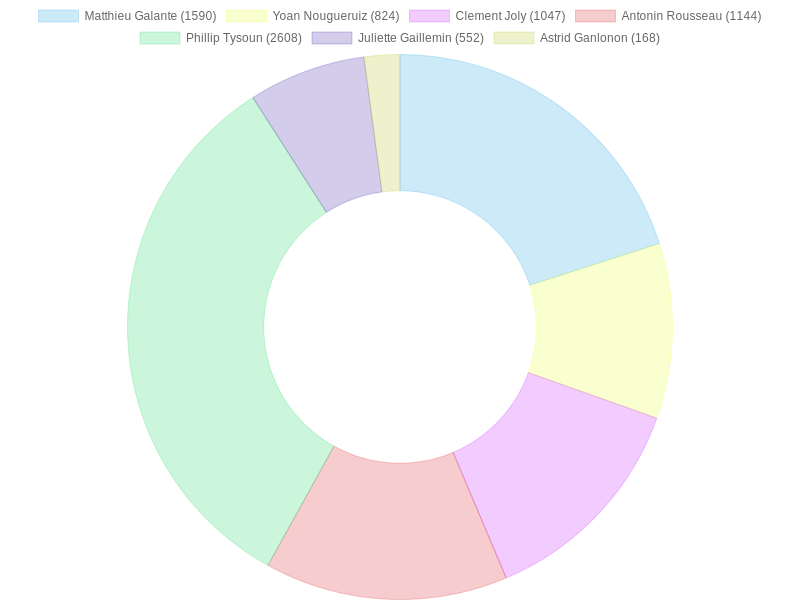 Matthieu Galante (1590) Yoan Nougueruiz (824) Clement Joly (1047) Antonin Rousseau (1144)
Phillip Tysoun (2608) Juliette Gaillemin (552) Astrid Ganlonon (168)